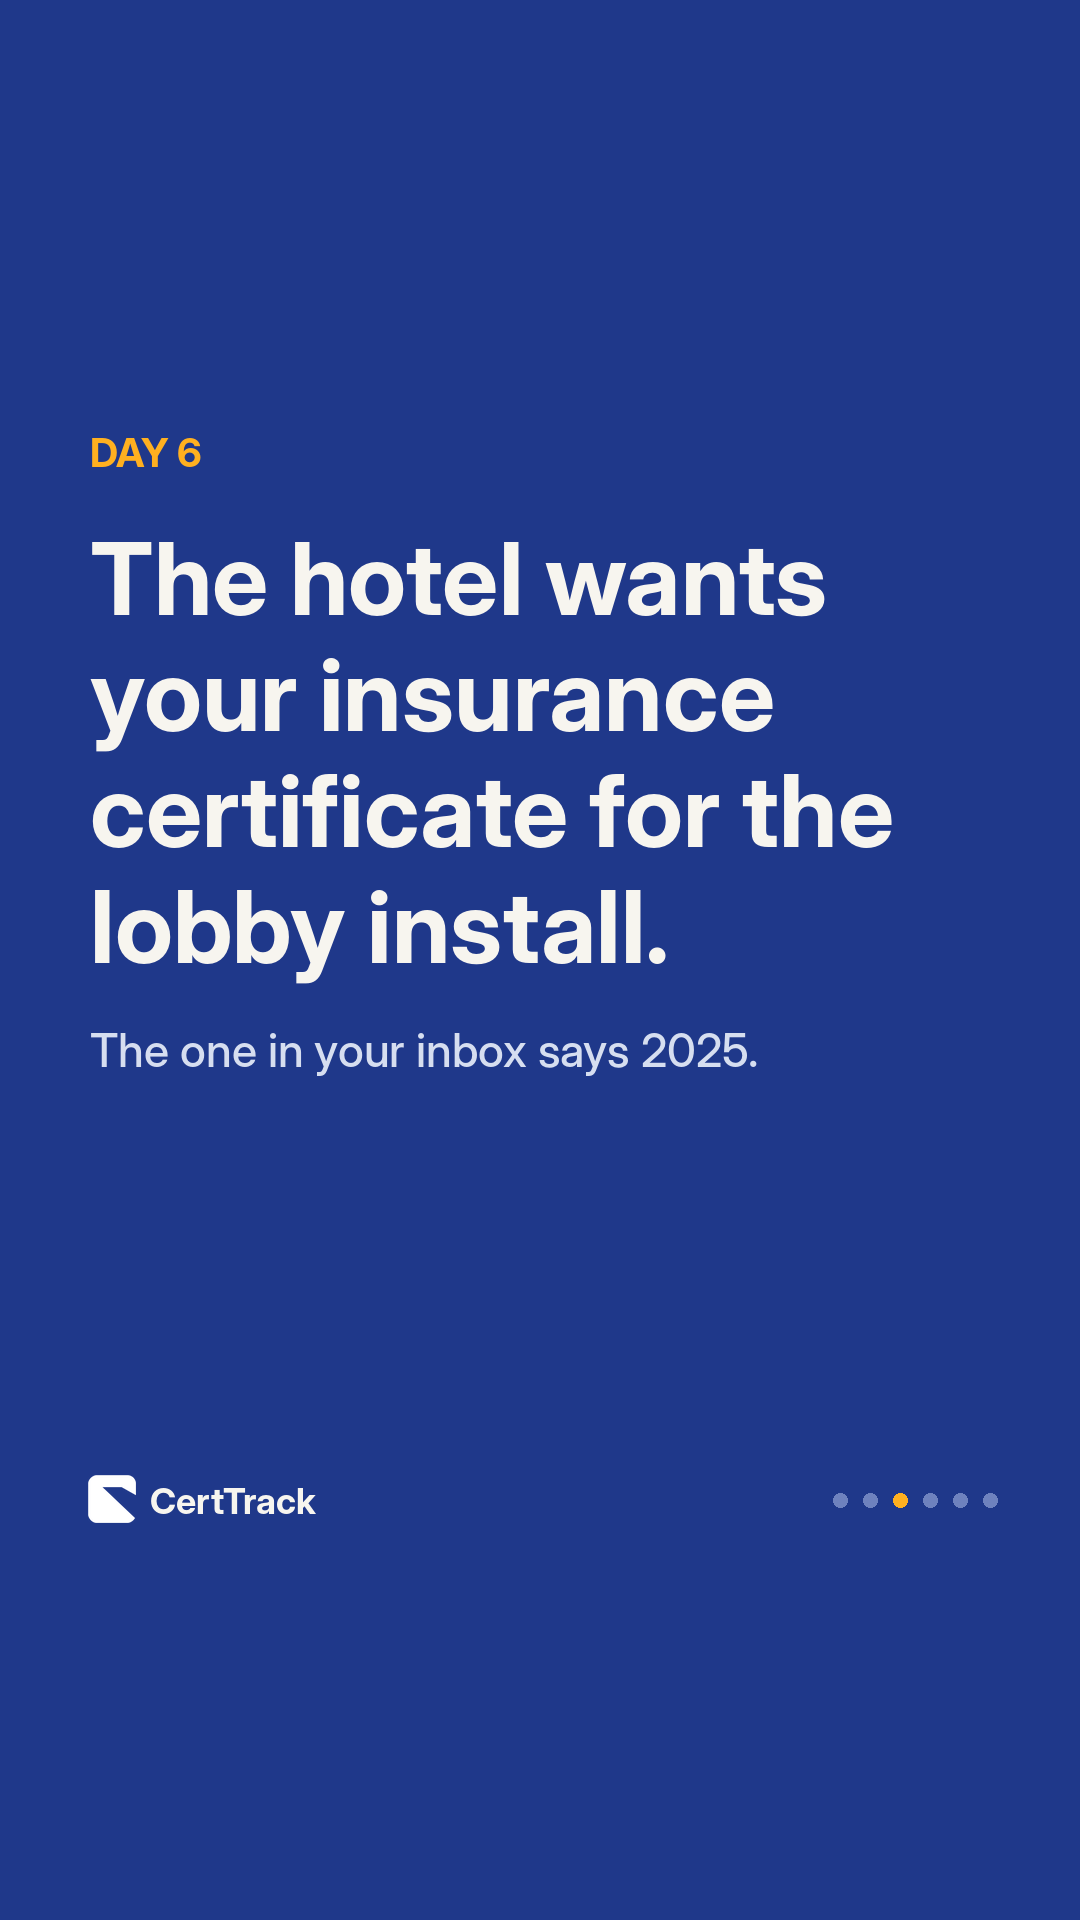 DAY 6
The hotel wants
your insurance
certificate for the
lobby install.
The one in your inbox says 2025.
CertTrack